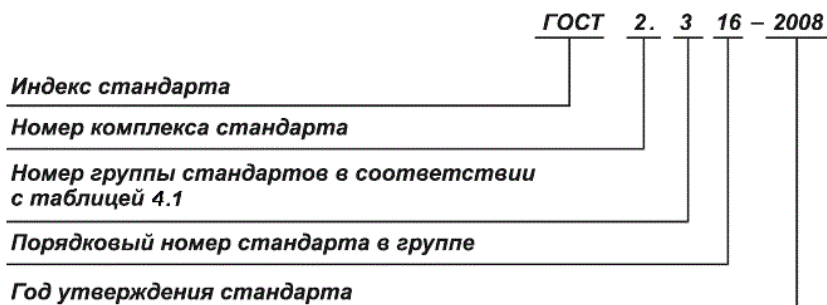 ГОСТ 2. 3 16 – 2008
Индекс стандарта
Номер комплекса стандарта
Номер группы стандартов в соответствии
с таблицей 4.1
Порядковый номер стандарта в группе
Год утверждения стандарта